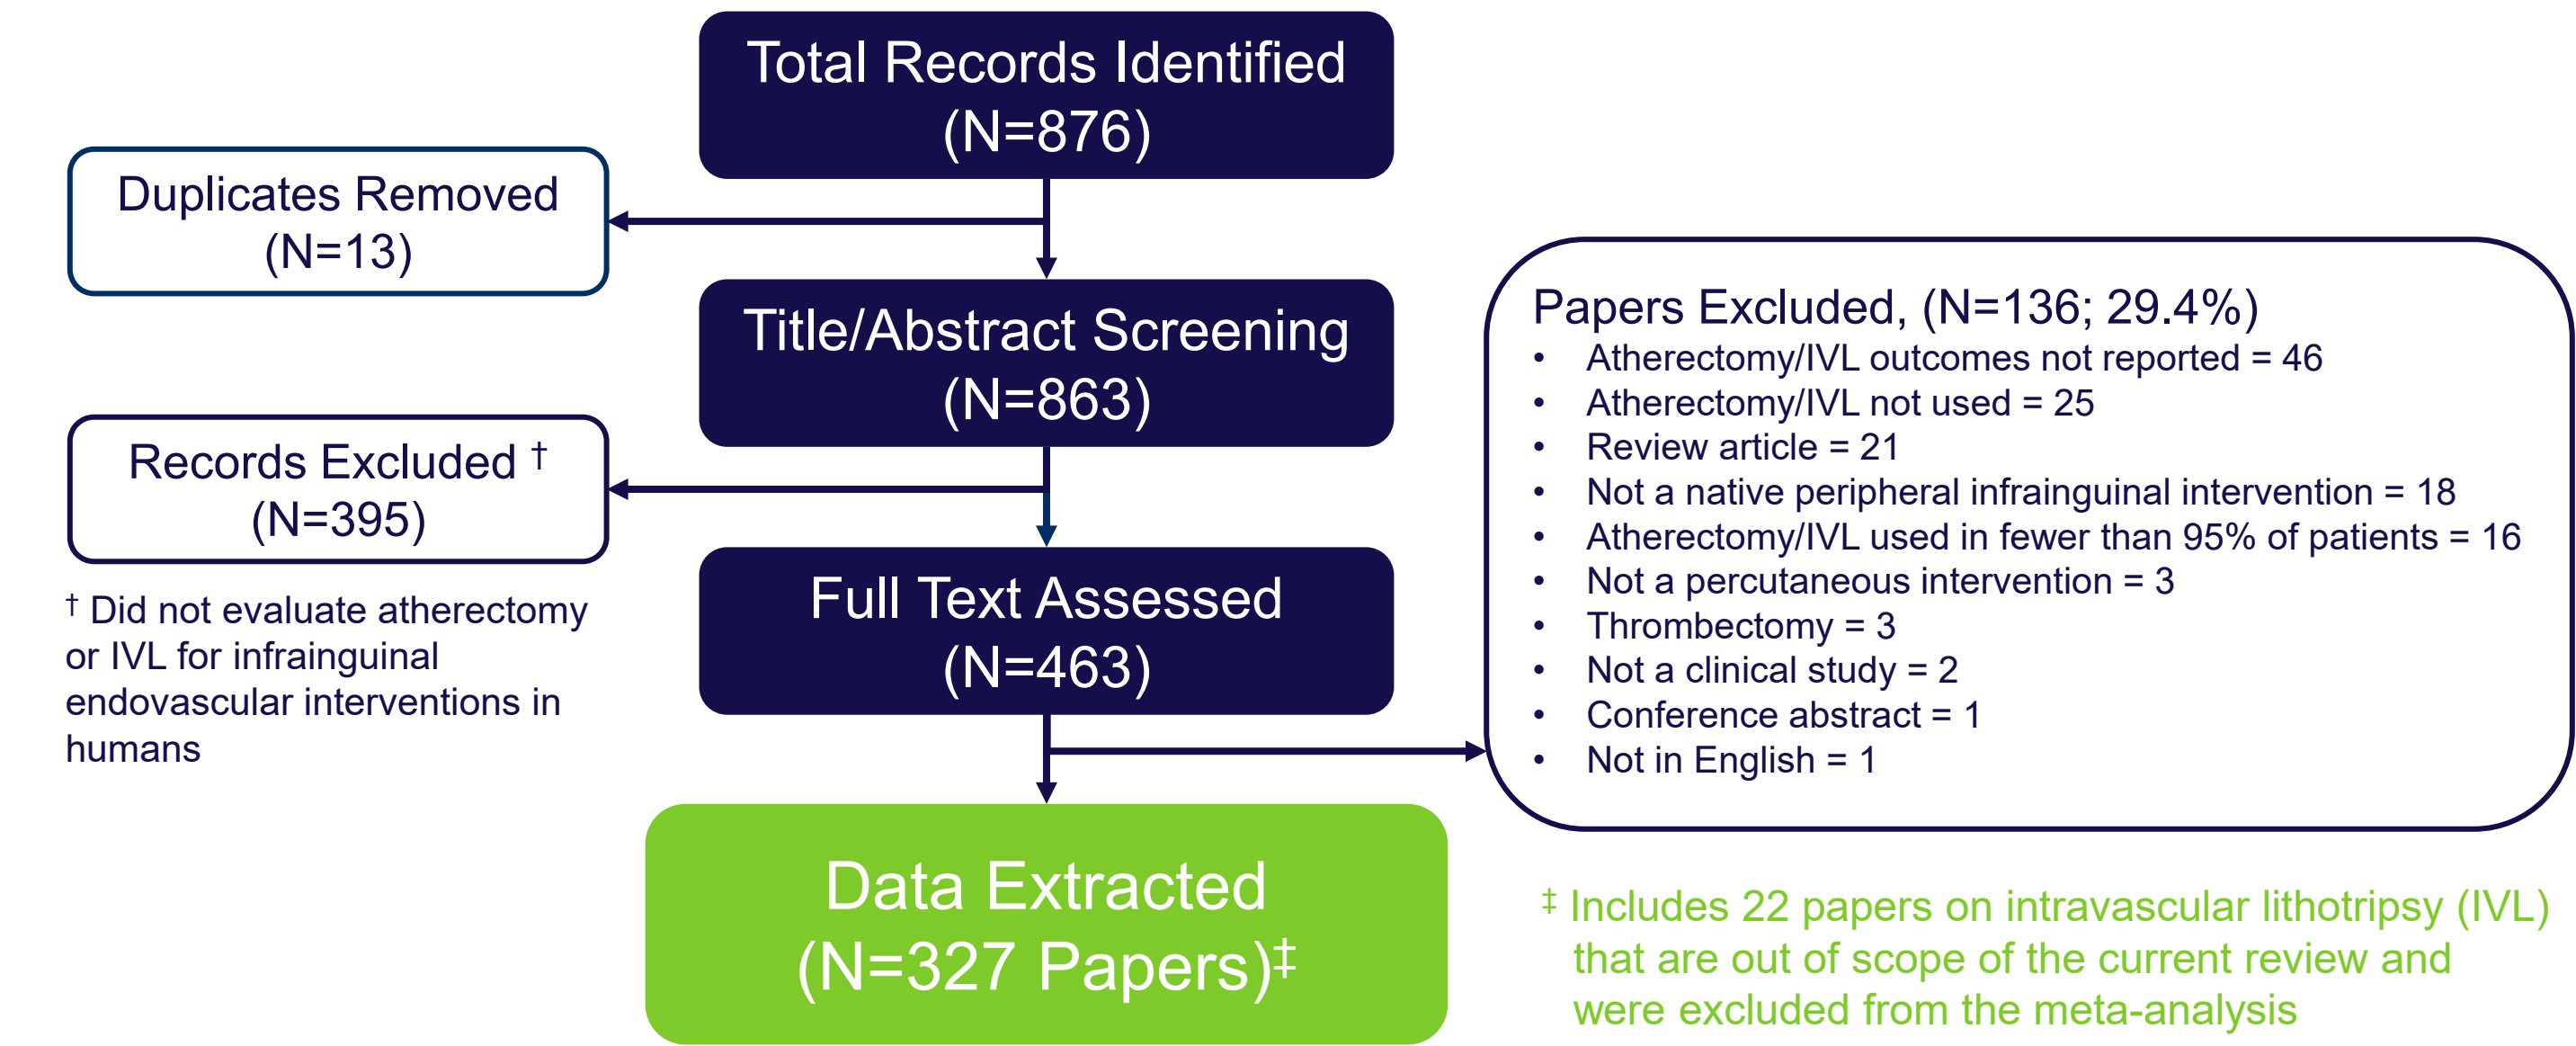 Total Records Identified
(N=876)
Duplicates Removed
(N=13)
Title/Abstract Screening
(N=863)
Records Excluded †
(N=395)
† Did not evaluate atherectomy
or IVL for infrainguinal
endovascular interventions in
humans
Full Text Assessed
(N=463)
Papers Excluded, (N=136; 29.4%)
• Atherectomy/IVL outcomes not reported = 46
• Atherectomy/IVL not used = 25
• Review article = 21
• Not a native peripheral infrainguinal intervention = 18
• Atherectomy/IVL used in fewer than 95% of patients = 16
• Not a percutaneous intervention = 3
• Thrombectomy = 3
• Not a clinical study = 2
• Conference abstract = 1
• Not in English = 1
Data Extracted
(N=327 Papers)‡
‡ Includes 22 papers on intravascular lithotripsy (IVL)
that are out of scope of the current review and
were excluded from the meta-analysis